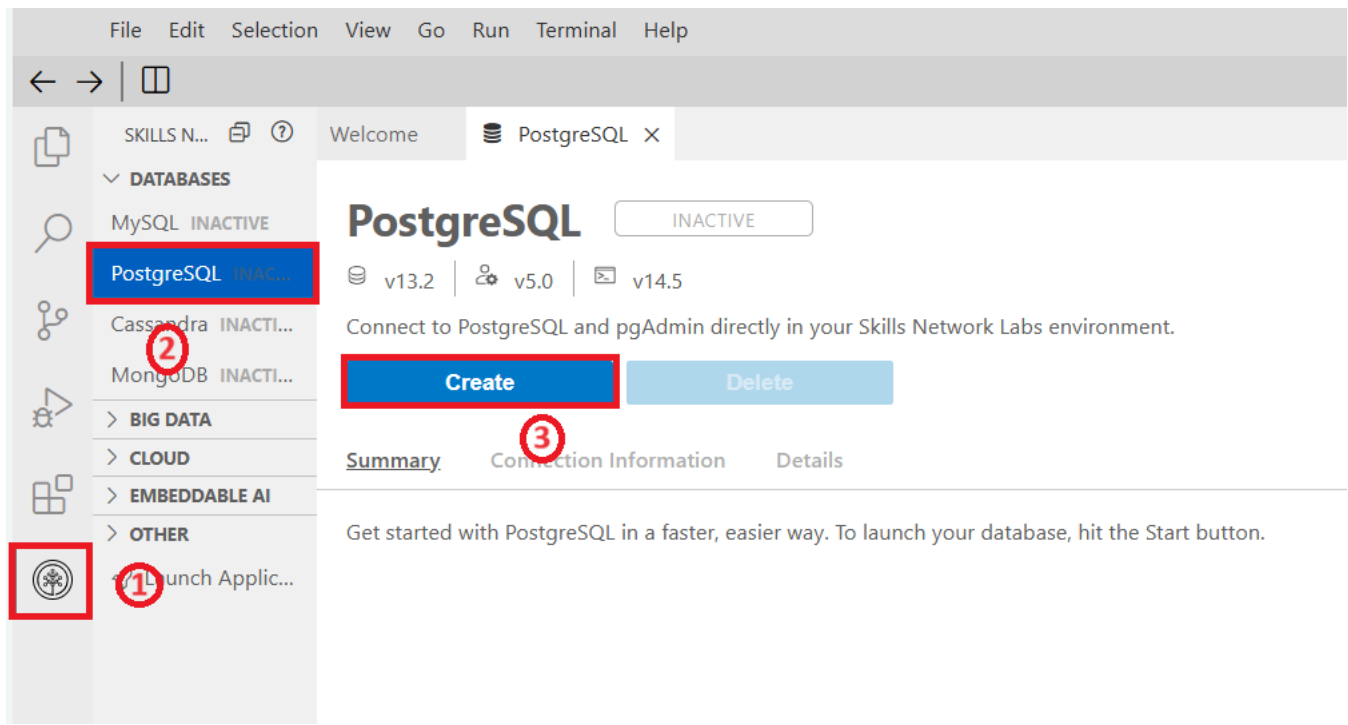 File Edit Selection View Go Run Terminal Help
SKILLS N...
Welcome
PostgreSQL
DATABASES
MySQL INACTIVE
PostgreSQL INAC...
Cassandra INACTI...
2
MongoDB INACTI...
BIG DATA
CLOUD
EMBEDDABLE AI
OTHER
Launch Applic...
1
PostgreSQL INACTIVE
v13.2 v5.0 v14.5
Connect to PostgreSQL and pgAdmin directly in your Skills Network Labs environment.
Create Delete
3
Summary Connection Information Details
Get started with PostgreSQL in a faster, easier way. To launch your database, hit the Start button.